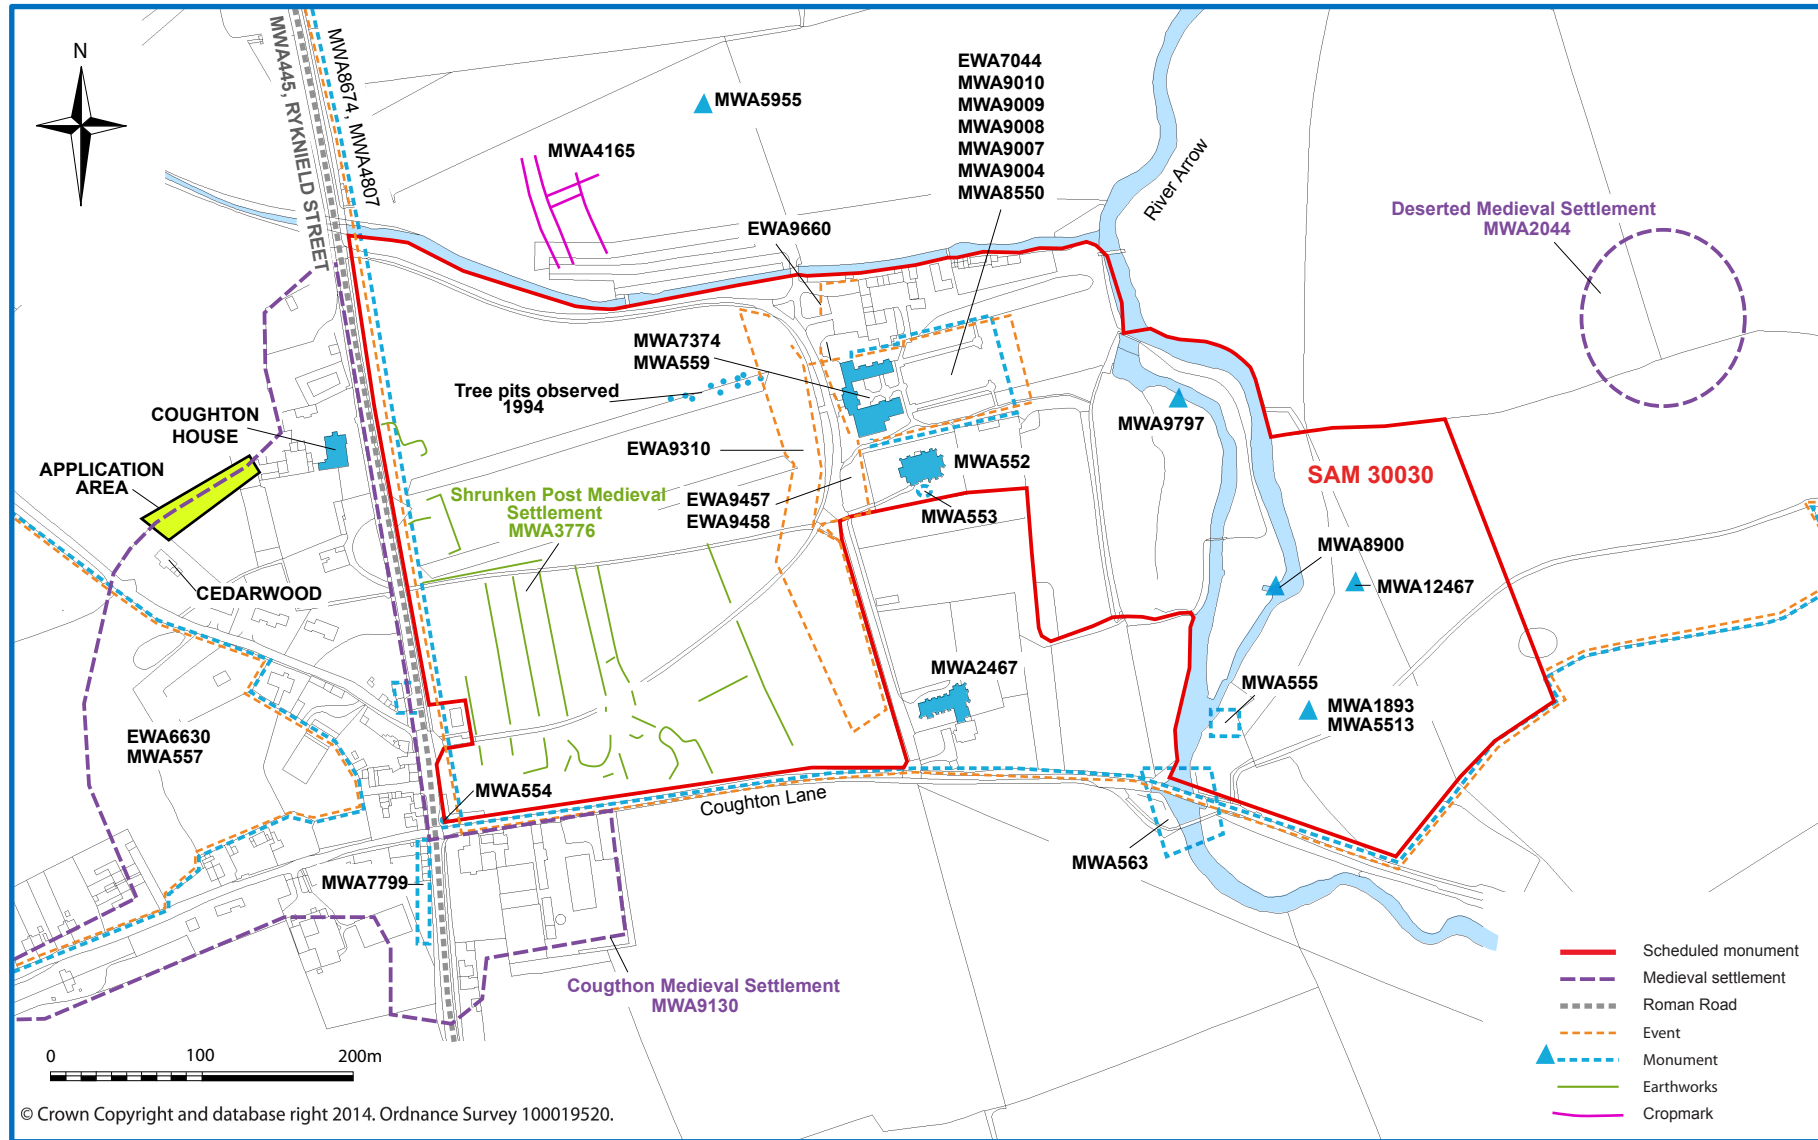 N
MWA445, RYKNIELD STREET
MWA8674, MWA4807
MWA5955
MWA4165
EWA7044
MWA9010
MWA9009
MWA9008
MWA9007
MWA9004
MWA8550
River Arrow
Deserted Medieval Settlement
MWA2044
EWA9660
MWA7374
MWA559
Tree pits observed
1994
COUGHTON
HOUSE
APPLICATION
AREA
MWA9797
EWA9310
MWA552
SAM 30030
Shrunken Post Medieval
Settlement
MWA3776
EWA9457
EWA9458
MWA553
MWA8900
MWA12467
CEDARWOOD
MWA2467
MWA555
MWA1893
MWA5513
EWA6630
MWA557
MWA554
Coughton Lane
MWA563
MWA7799
Cougthon Medieval Settlement
MWA9130
Scheduled monument
Medieval settlement
Roman Road
Event
Monument
Earthworks
Cropmark
0 100 200m
© Crown Copyright and database right 2014. Ordnance Survey 100019520.